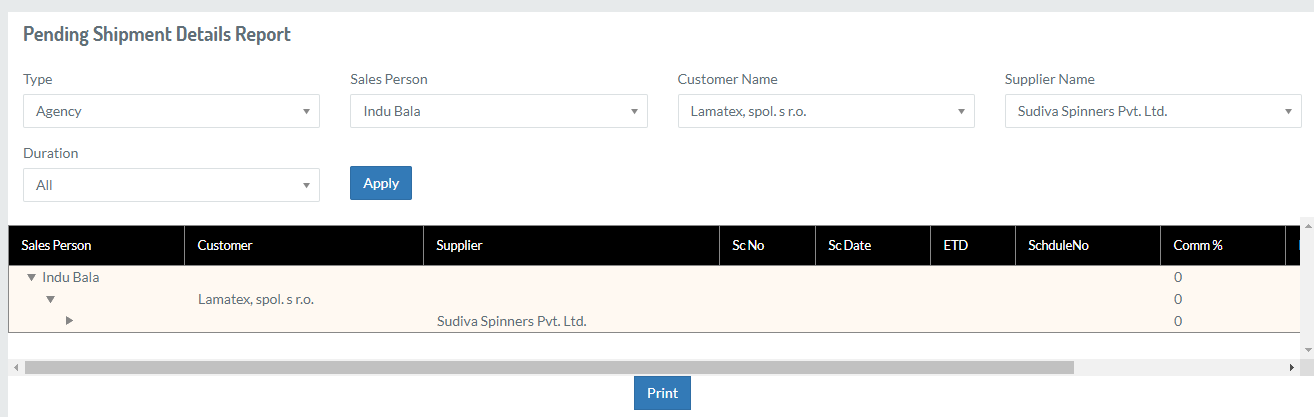 Pending Shipment Details Report
Type Sales Person Customer Name Supplier Name
Agency Indu Bala Lamatex, spol. s r.o. Sudiva Spinners Pvt. Ltd.
Duration
All Apply
Sales Person Customer Supplier Sc No Sc Date ETD SchduleNo Comm %
Indu Bala 0
Lamatex, spol. s r.o. 0
Sudiva Spinners Pvt. Ltd. 0
Print